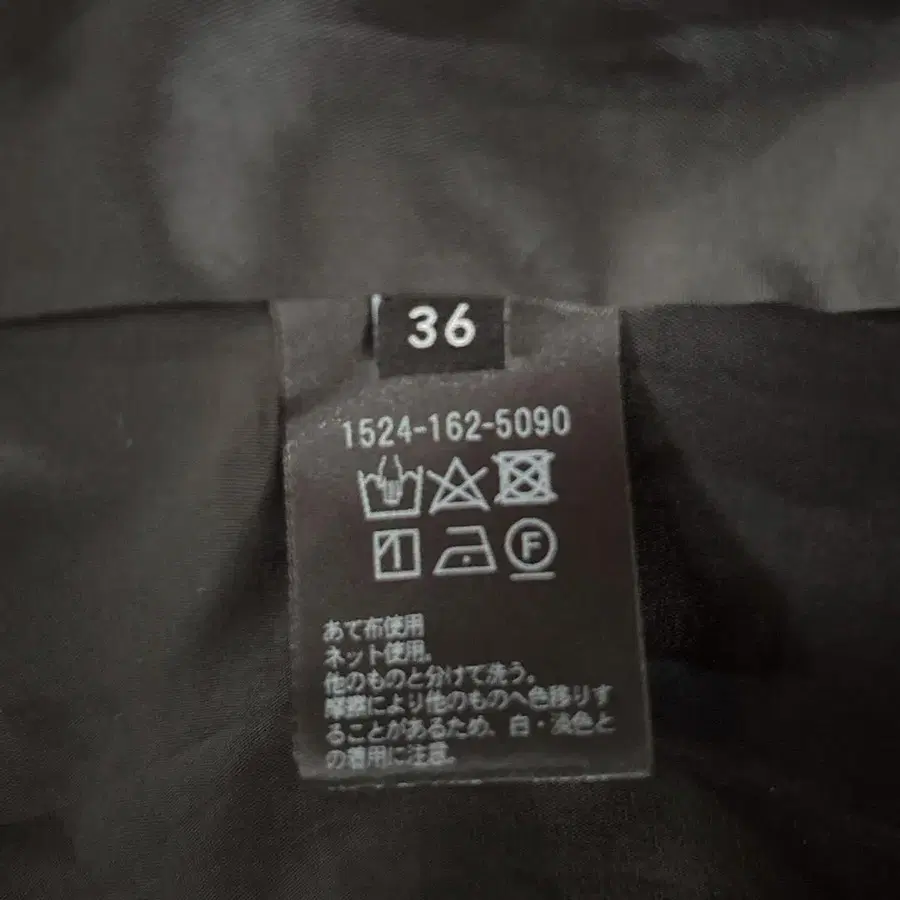 36
1524-162-5090
F
あて布使用
ネット使用。
他のものと分けて洗う。
摩擦により他のものへ色移りす
ることがあるため、白・淡色と
の着用に注意。